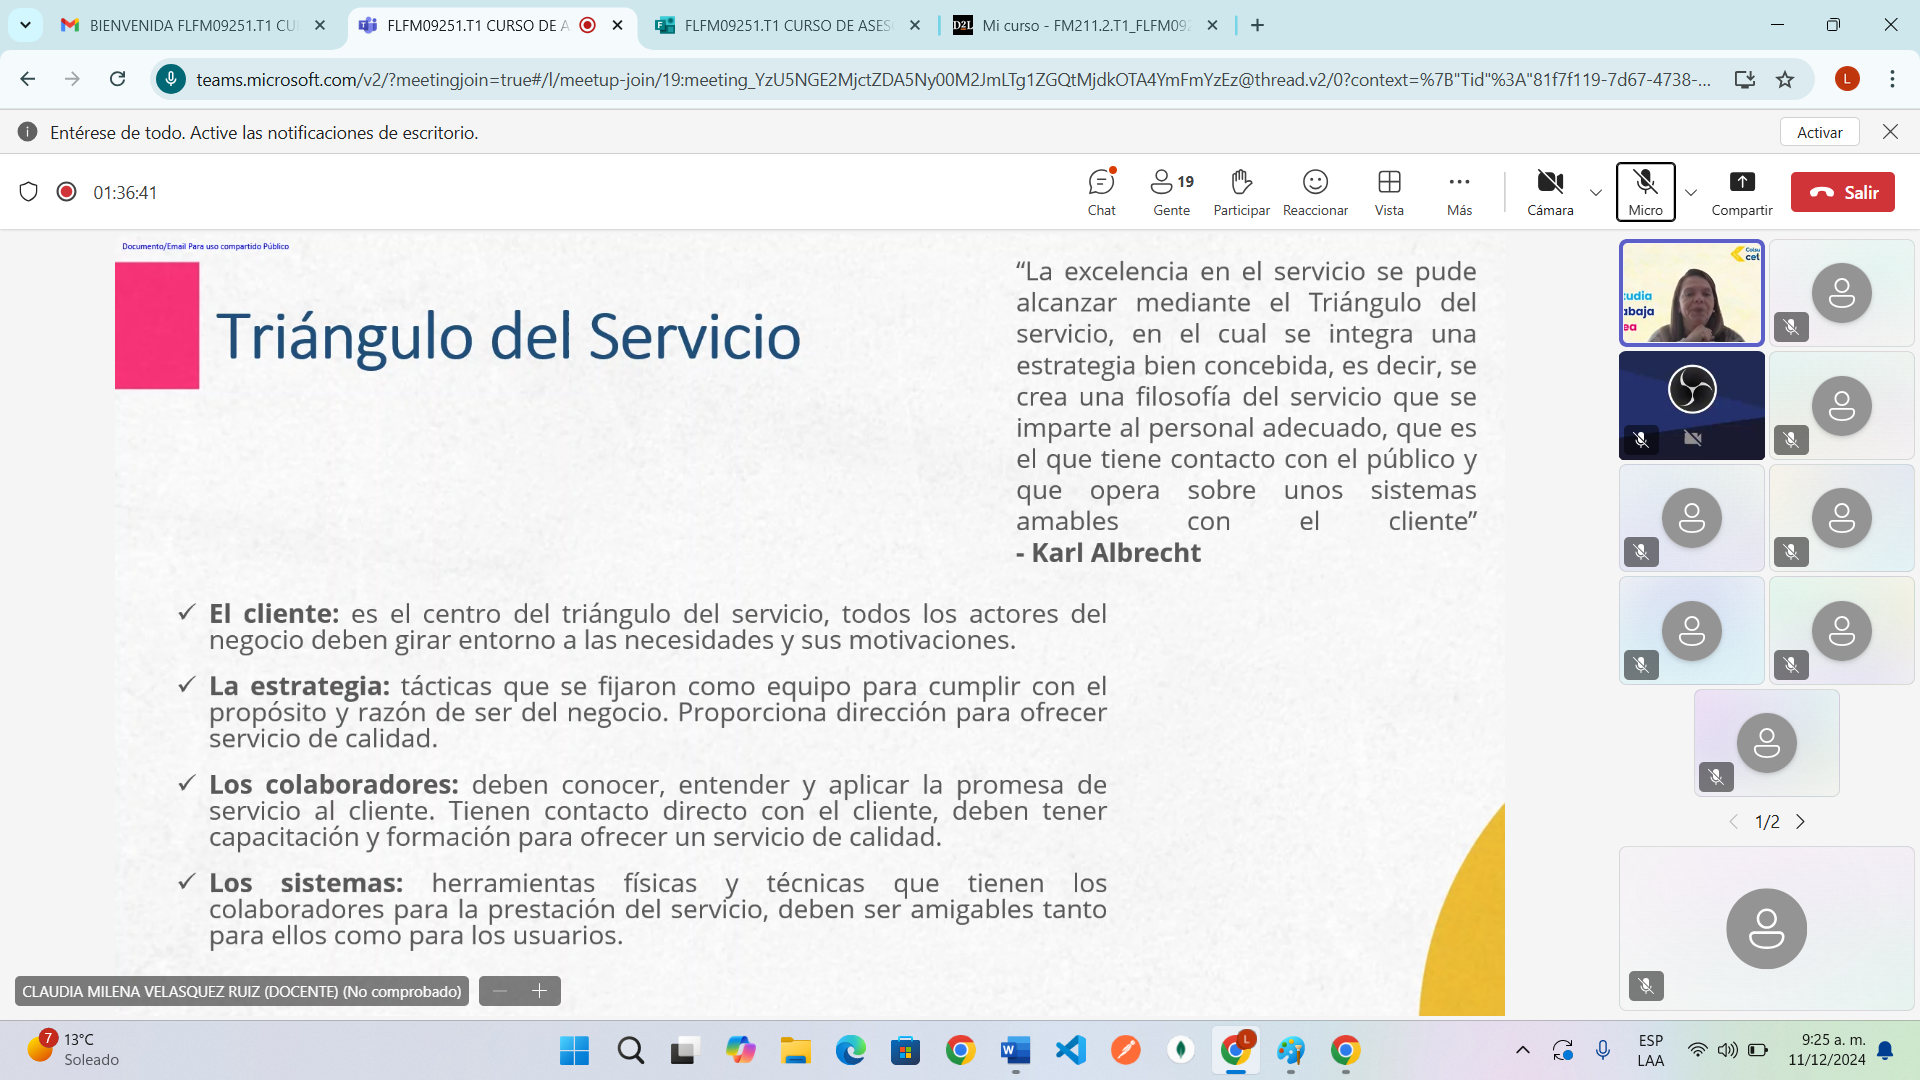 BIENVENIDA FLFM09251.T1 CU
FLFM09251.T1 CURSO DE A
FLFM09251.T1 CURSO DE ASES
D2L
Mi curso - FM211.2.T1_FLFM09
teams.microsoft.com/v2/?meetingjoin=true#/l/meetup-join/19:meeting_YzU5NGE2MjctZDA5Ny00M2JmLTg1ZGQtMjdkOTA4YmFmYzEz@thread.v2/0?context=%7B"Tid"%3A"81f7f119-7d67-4738-...
L
Entérese de todo. Active las notificaciones de escritorio.
Activar
01:36:41
19
Chat
Gente
Participar
Reaccionar
Vista
Más
Cámara
Micro
Compartir
Salir
Documento/Email Para uso compartido Público
Triángulo del Servicio
“La excelencia en el servicio se pude
alcanzar mediante el Triángulo del
servicio, en el cual se integra una
estrategia bien concebida, es decir, se
crea una filosofía del servicio que se
imparte al personal adecuado, que es
el que tiene contacto con el público y
que opera sobre unos sistemas
amables con el cliente”
- Karl Albrecht
✓ El cliente: es el centro del triángulo del servicio, todos los actores del
negocio deben girar entorno a las necesidades y sus motivaciones.
✓ La estrategia: tácticas que se fijaron como equipo para cumplir con el
propósito y razón de ser del negocio. Proporciona dirección para ofrecer
servicio de calidad.
✓ Los colaboradores: deben conocer, entender y aplicar la promesa de
servicio al cliente. Tienen contacto directo con el cliente, deben tener
capacitación y formación para ofrecer un servicio de calidad.
✓ Los sistemas: herramientas físicas y técnicas que tienen los
colaboradores para la prestación del servicio, deben ser amigables tanto
para ellos como para los usuarios.
cet
tudia
abaja
ea
1/2
CLAUDIA MILENA VELASQUEZ RUIZ (DOCENTE) (No comprobado)
7
13°C
Soleado
W
L
ESP
LAA
9:25 a. m.
11/12/2024